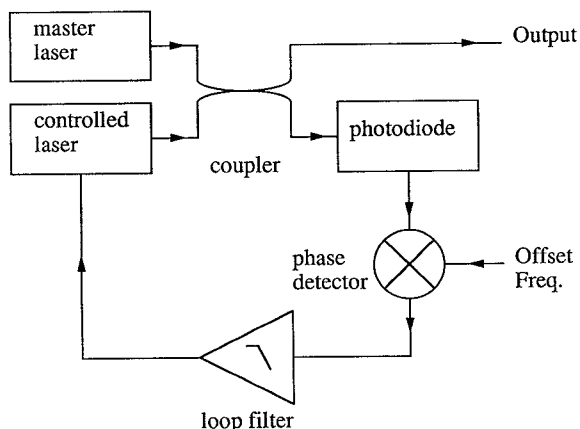 master
laser
Output
controlled
laser
photodiode
coupler
phase
detector
Offset
Freq.
loop filter